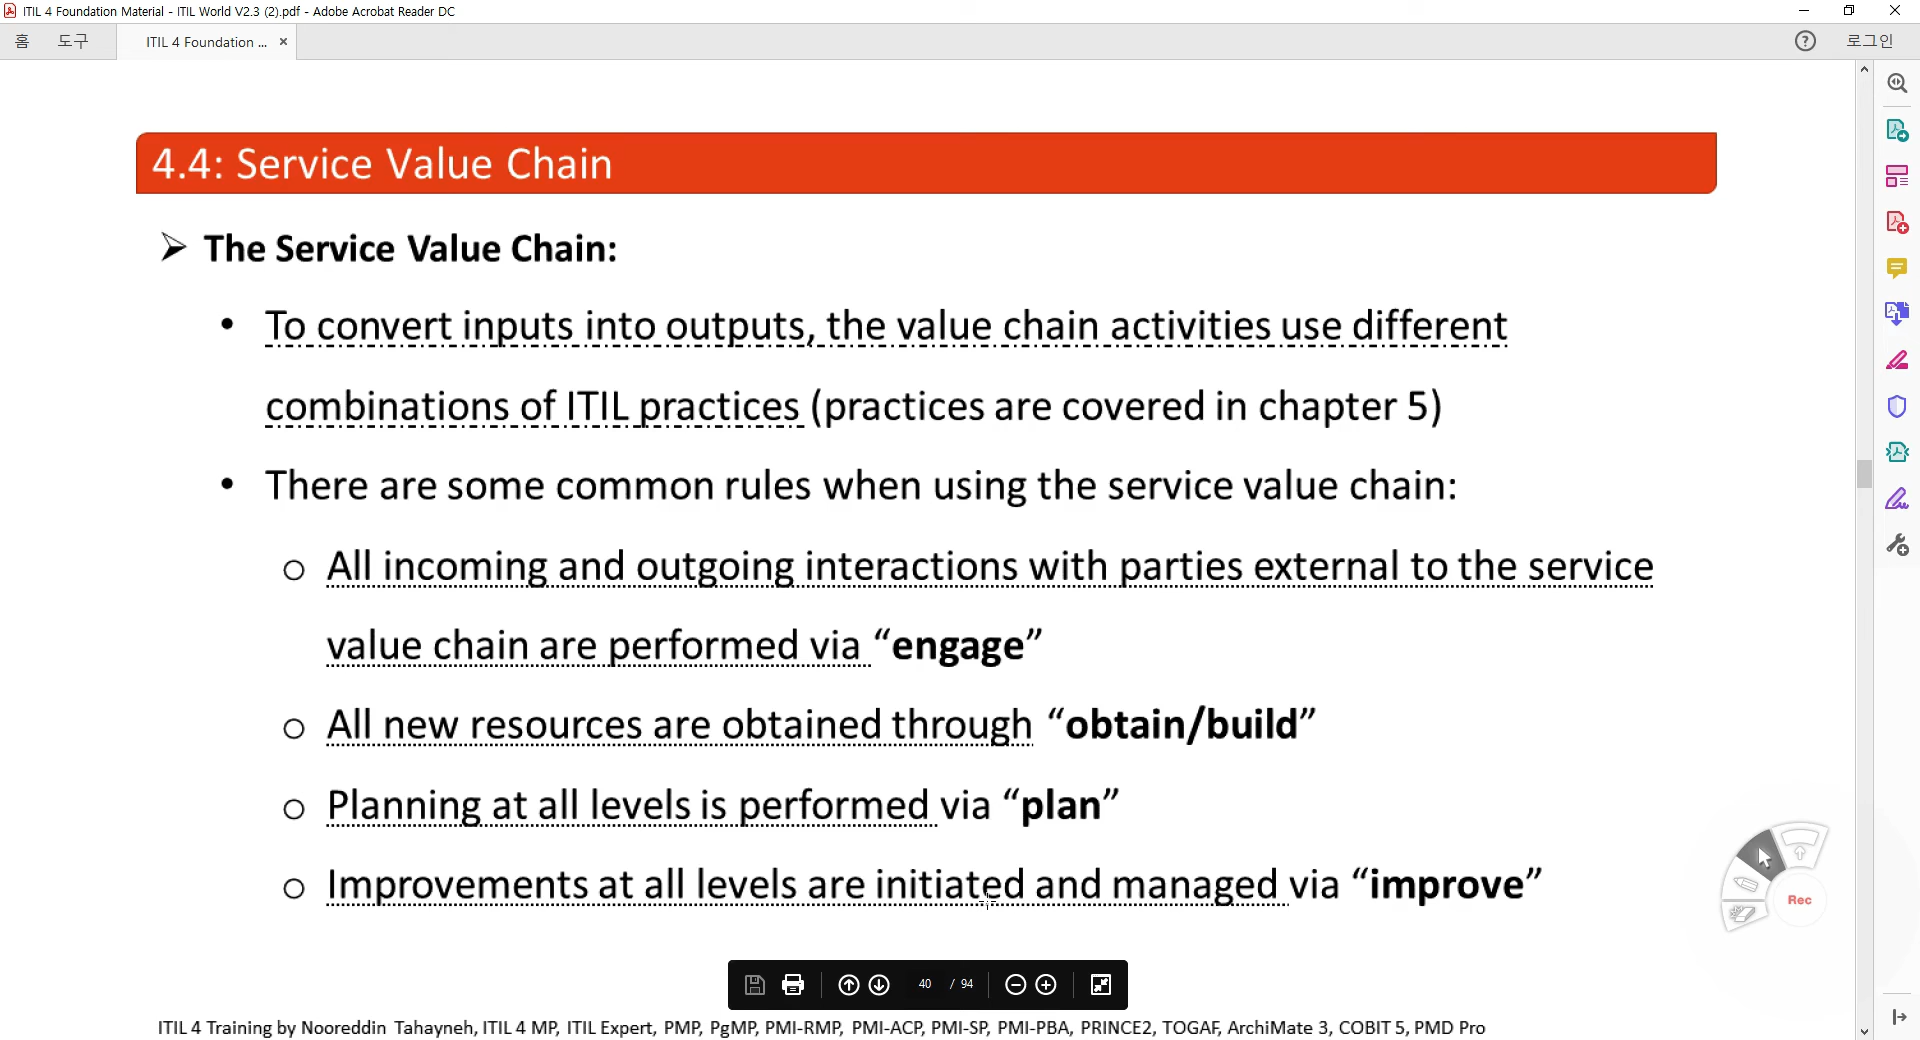 ITIL 4 Foundation Material - ITIL World V2.3 (2).pdf - Adobe Acrobat Reader DC
홈 도구 ITIL 4 Foundation ... × ? 로그인
4.4: Service Value Chain
➢ The Service Value Chain:
• To convert inputs into outputs, the value chain activities use different
combinations of ITIL practices (practices are covered in chapter 5)
• There are some common rules when using the service value chain:
o All incoming and outgoing interactions with parties external to the service
value chain are performed via “engage”
o All new resources are obtained through “obtain/build”
o Planning at all levels is performed via “plan”
o Improvements at all levels are initiated and managed via “improve”
Rec
40 / 94
ITIL 4 Training by Nooreddin Tahayneh, ITIL 4 MP, ITIL Expert, PMP, PgMP, PMI-RMP, PMI-ACP, PMI-SP, PMI-PBA, PRINCE2, TOGAF, ArchiMate 3, COBIT 5, PMD Pro